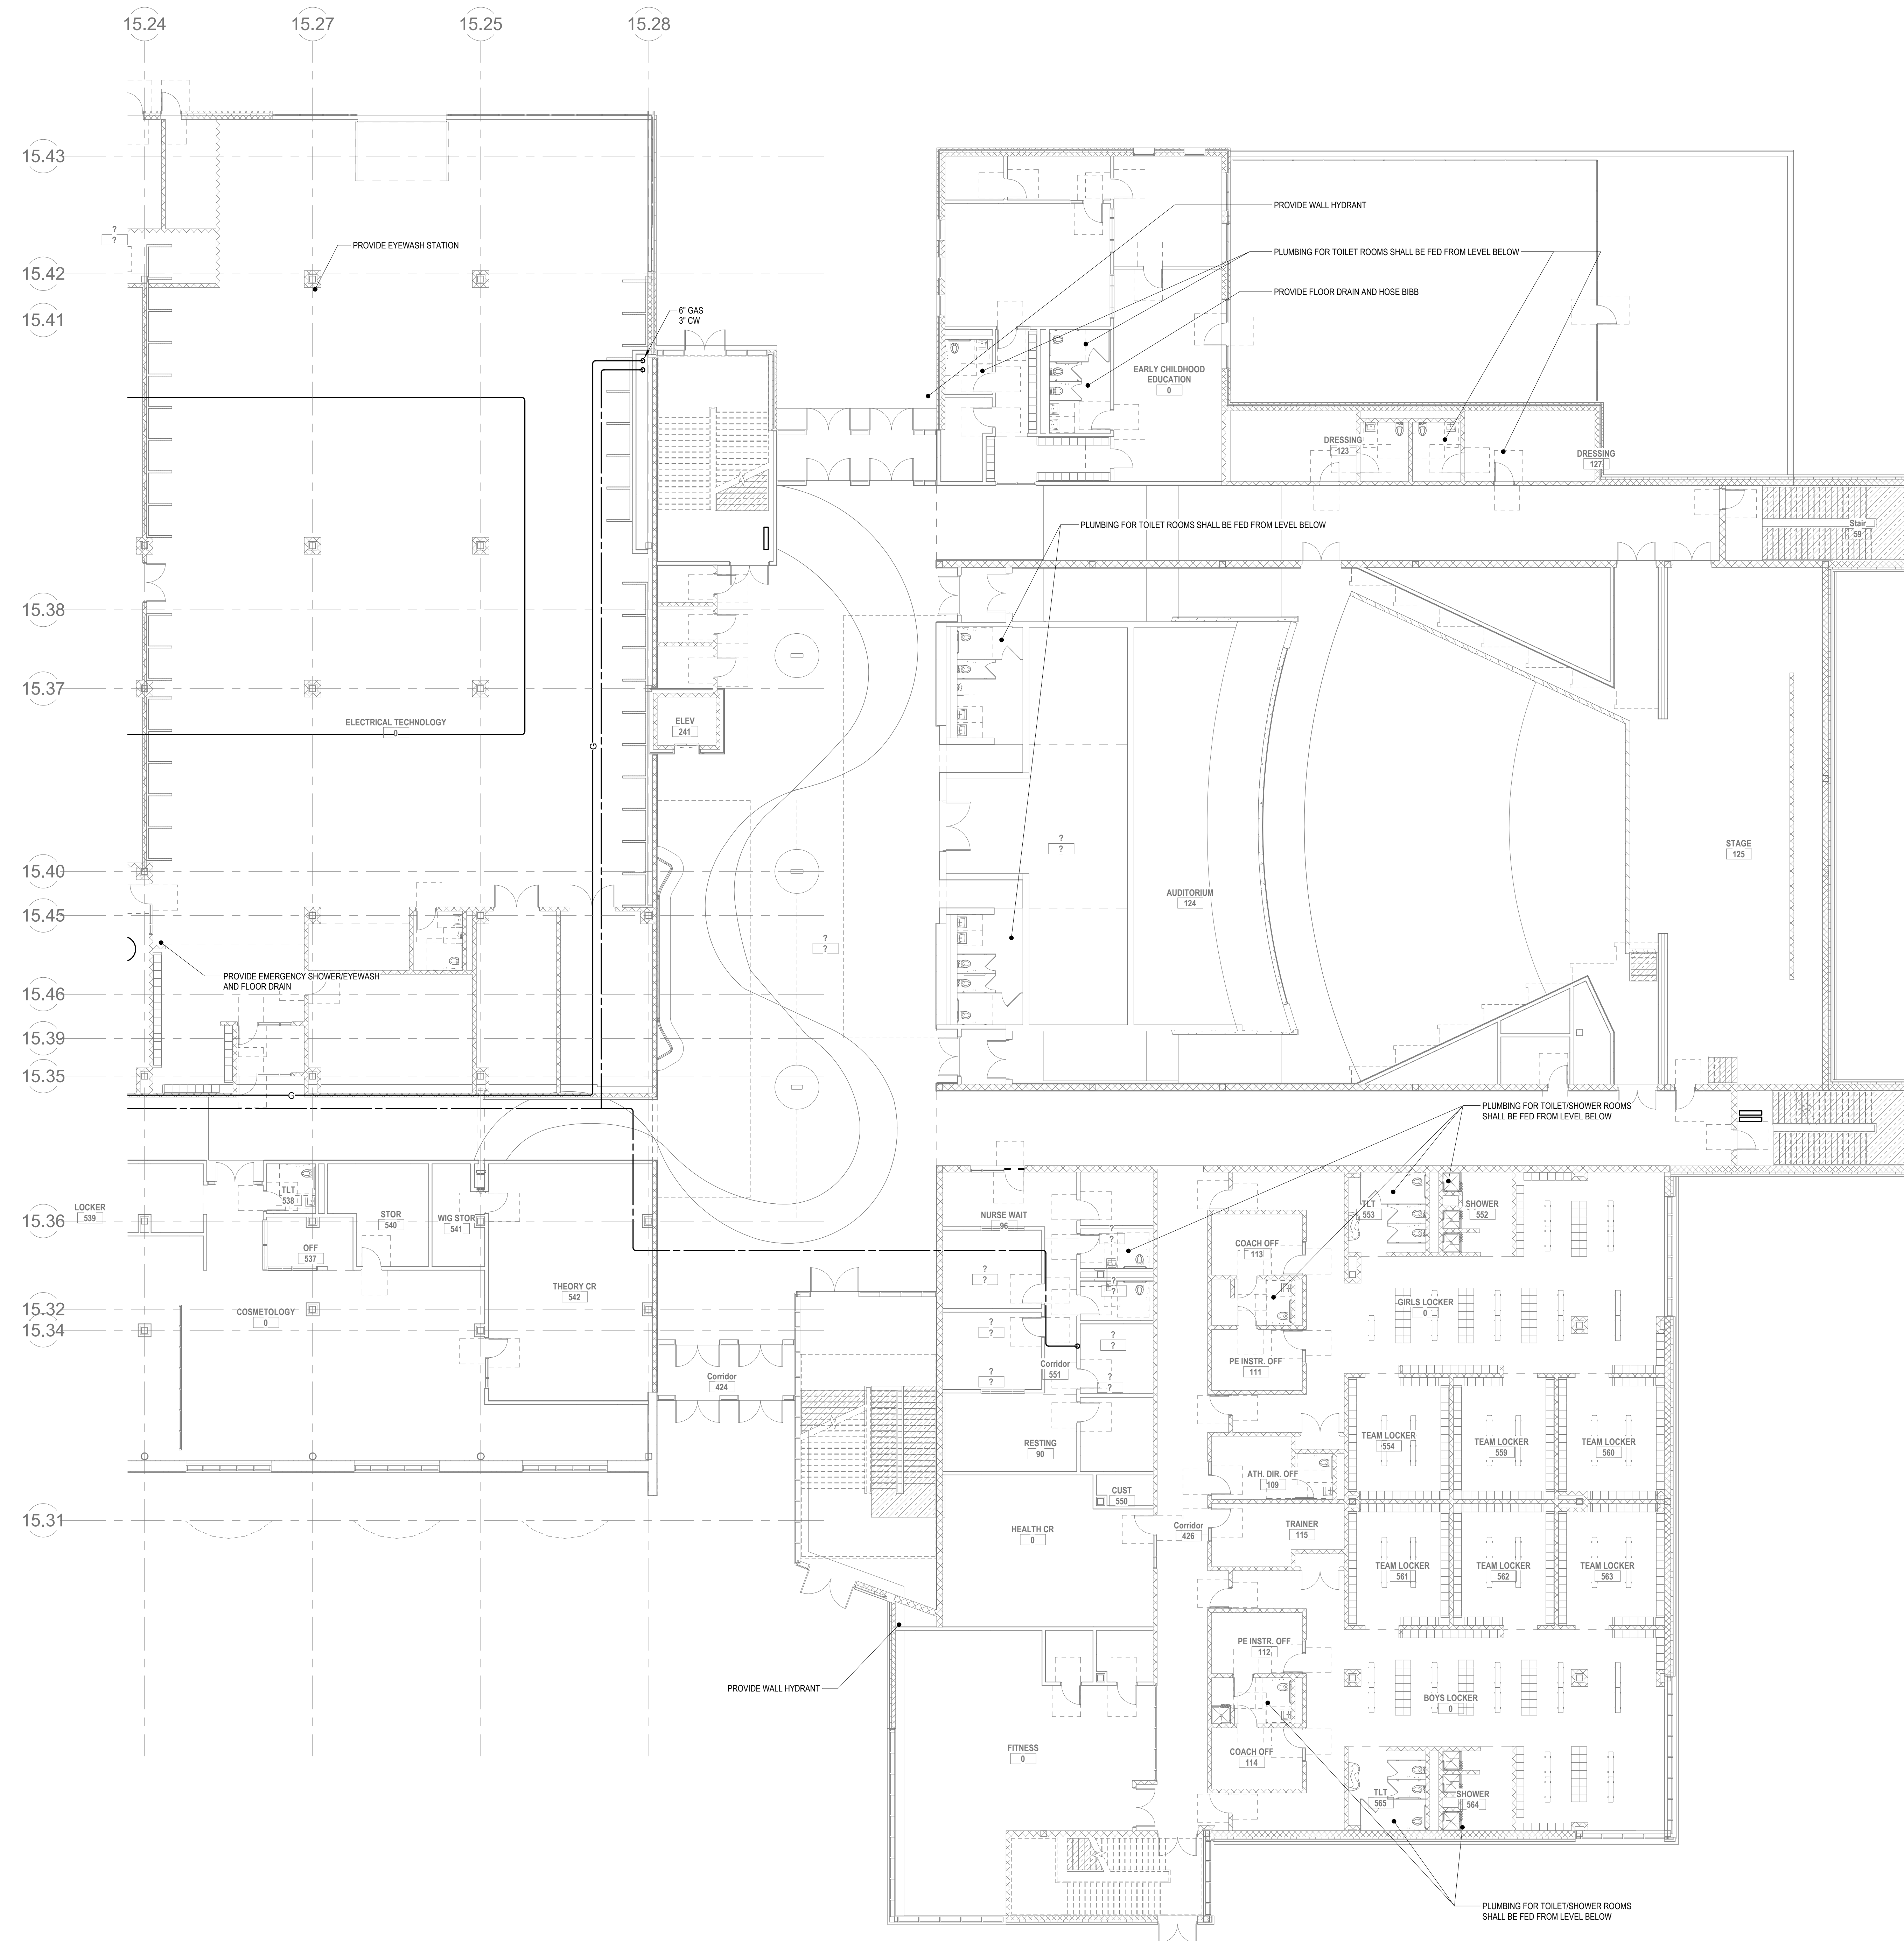 15.24
15.27
15.25
15.28
15.43
15.42
15.41
15.38
15.37
15.40
15.45
15.46
15.39
15.35
15.36
15.32
15.34
15.31
?
?
PROVIDE EYEWASH STATION
6" GAS
3" CW
PROVIDE WALL HYDRANT
PLUMBING FOR TOILET ROOMS SHALL BE FED FROM LEVEL BELOW
PROVIDE FLOOR DRAIN AND HOSE BIBB
EARLY CHILDHOOD
EDUCATION
0
DRESSING
123
DRESSING
127
PLUMBING FOR TOILET ROOMS SHALL BE FED FROM LEVEL BELOW
Stair
59
ELECTRICAL TECHNOLOGY
0
G
ELEV
241
?
?
AUDITORIUM
124
STAGE
125
?
?
PROVIDE EMERGENCY SHOWER/EYEWASH
AND FLOOR DRAIN
G
PLUMBING FOR TOILET/SHOWER ROOMS
SHALL BE FED FROM LEVEL BELOW
LOCKER
539
TLT
538
STOR
540
WIG STOR
541
OFF
537
THEORY CR
542
COSMETOLOGY
0
Corridor
424
NURSE WAIT
96
?
?
?
?
?
?
?
?
?
?
?
?
Corridor
551
RESTING
90
CUST
550
HEALTH CR
0
Corridor
426
COACH OFF
113
PE INSTR. OFF
111
ATH. DIR. OFF
109
TRAINER
115
PE INSTR. OFF
112
COACH OFF
114
TLT
553
SHOWER
552
GIRLS LOCKER
0
TEAM LOCKER
554
TEAM LOCKER
559
TEAM LOCKER
560
TEAM LOCKER
561
TEAM LOCKER
562
TEAM LOCKER
563
BOYS LOCKER
0
TLT
565
SHOWER
564
PROVIDE WALL HYDRANT
FITNESS
0
PLUMBING FOR TOILET/SHOWER ROOMS
SHALL BE FED FROM LEVEL BELOW